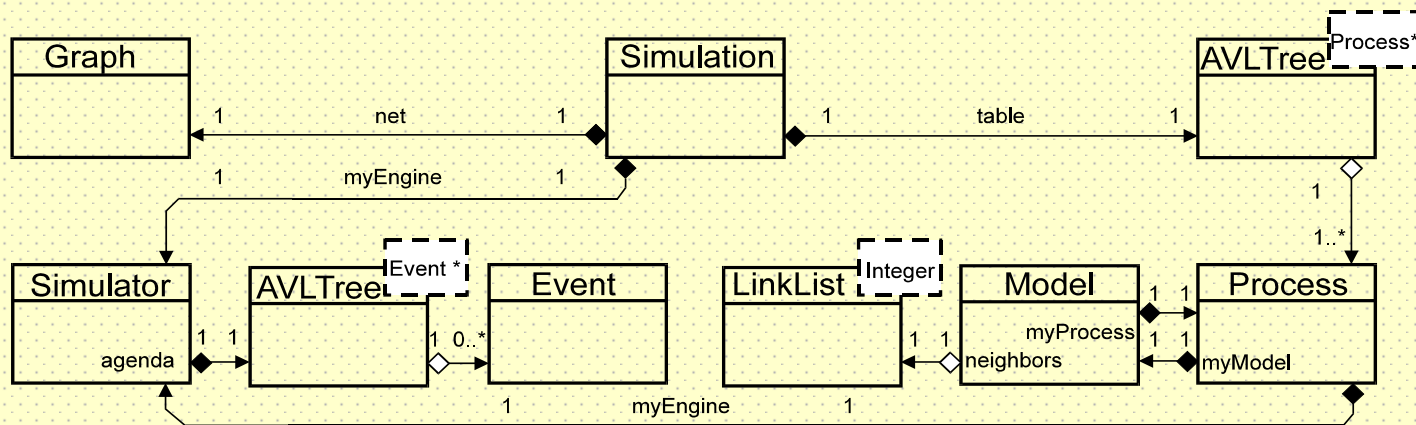 Graph
Simulation
AVLTree
Process*
1 net 1
1 table 1
1 myEngine 1
1
1..*
Simulator
AVLTree
Event *
Event
LinkList
Integer
Model
Process
agenda
1 1
1 0..*
1 1
neighbors
myProcess
1 1
1 1
myModel
1 myEngine 1